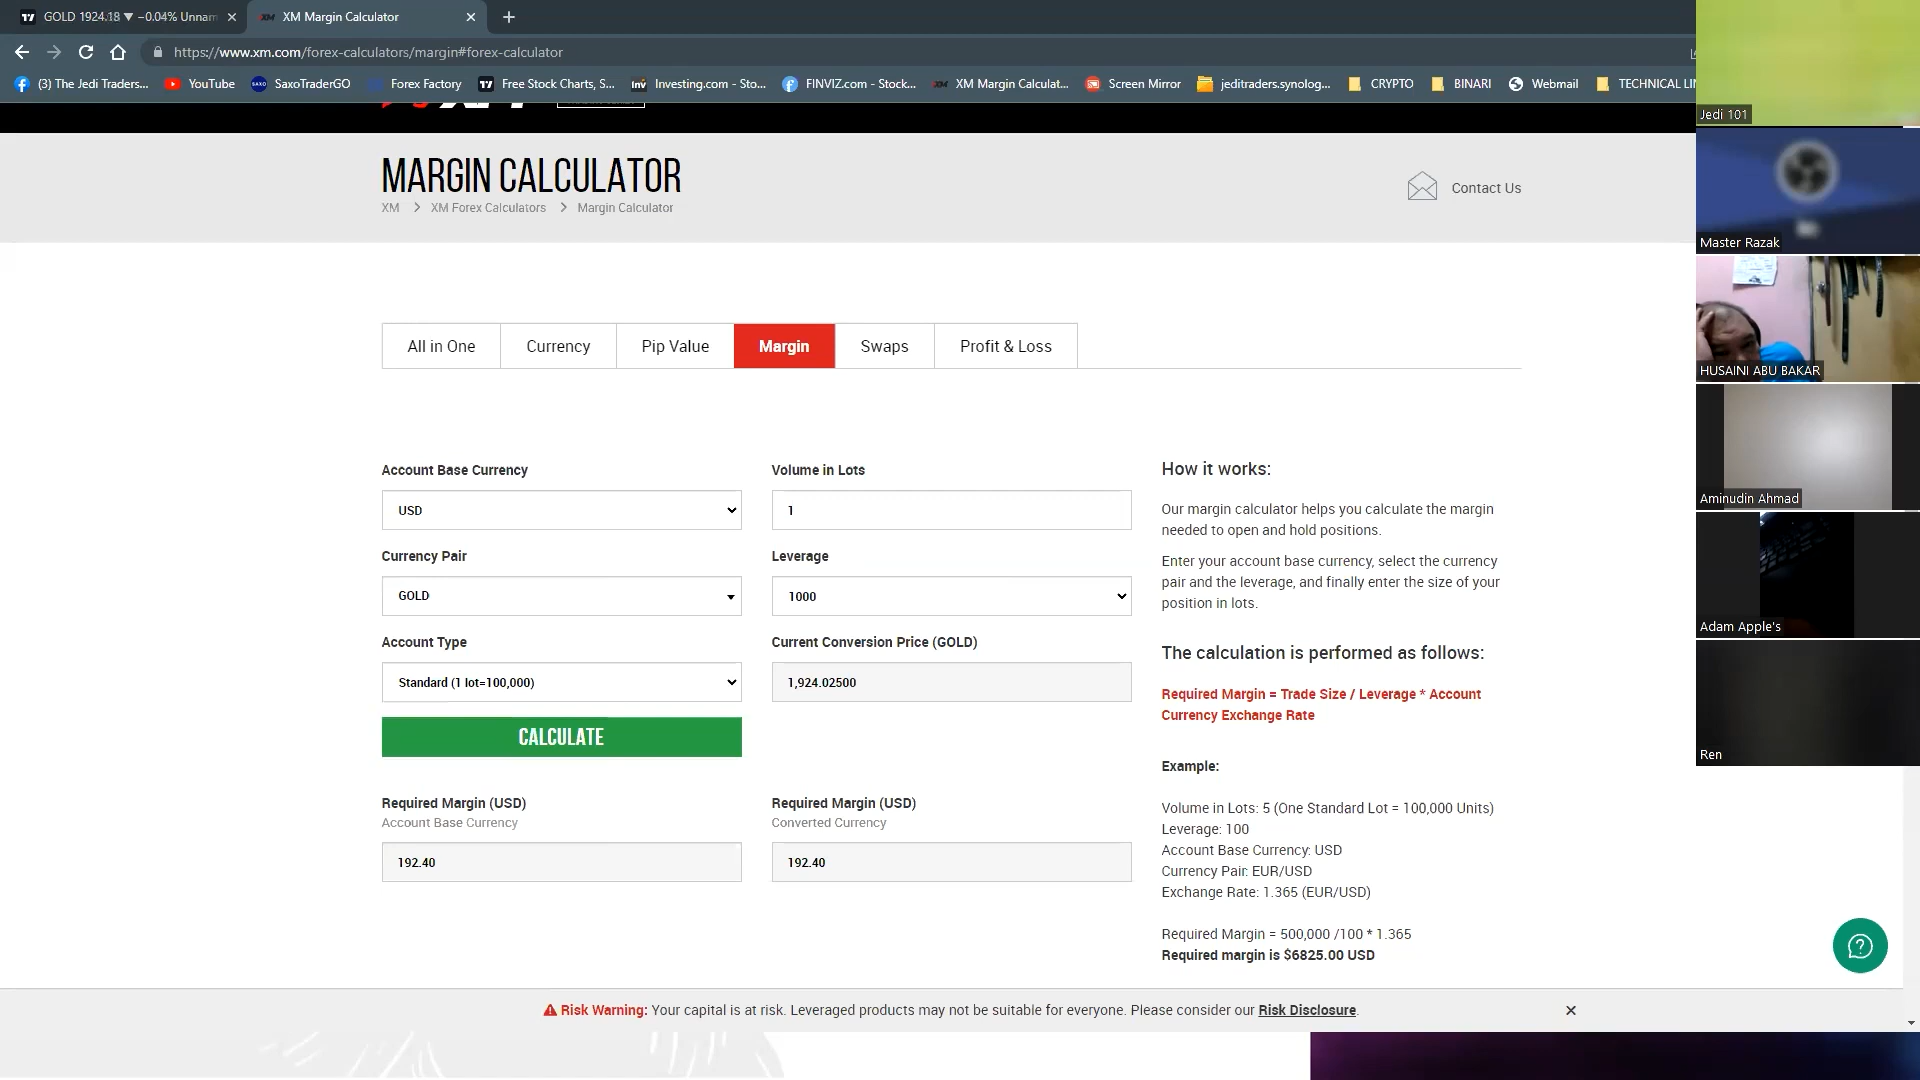 GOLD 1924.18 ▼ −0.04% Unnam
XM Margin Calculator
https://www.xm.com/forex-calculators/margin#forex-calculator
(3) The Jedi Traders...
YouTube
SaxoTraderGO
Forex Factory
Free Stock Charts, S...
Investing.com - Sto...
FINVIZ.com - Stock...
XM Margin Calculat...
Screen Mirror
jeditraders.synolog...
CRYPTO
BINARI
Webmail
TECHNICAL LIN
Jedi 101
MARGIN CALCULATOR
XM > XM Forex Calculators > Margin Calculator
Contact Us
Master Razak
All in One
Currency
Pip Value
Margin
Swaps
Profit & Loss
HUSAINI ABU BAKAR
Account Base Currency
USD
Volume in Lots
1
Currency Pair
GOLD
Leverage
1000
Account Type
Standard (1 lot=100,000)
Current Conversion Price (GOLD)
1,924.02500
CALCULATE
Required Margin (USD)
Account Base Currency
192.40
Required Margin (USD)
Converted Currency
192.40
How it works:
Our margin calculator helps you calculate the margin
needed to open and hold positions.
Enter your account base currency, select the currency
pair and the leverage, and finally enter the size of your
position in lots.
The calculation is performed as follows:
Required Margin = Trade Size / Leverage * Account
Currency Exchange Rate
Example:
Volume in Lots: 5 (One Standard Lot = 100,000 Units)
Leverage: 100
Account Base Currency: USD
Currency Pair: EUR/USD
Exchange Rate: 1.365 (EUR/USD)
Required Margin = 500,000 /100 * 1.365
Required margin is $6825.00 USD
Aminudin Ahmad
Adam Apple's
Ren
Risk Warning: Your capital is at risk. Leveraged products may not be suitable for everyone. Please consider our Risk Disclosure.